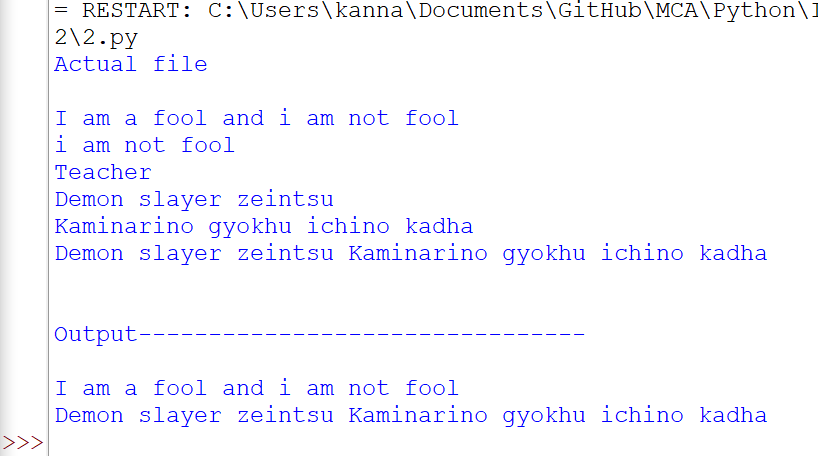 = RESTART: C:\Users\kanna\Documents\GitHub\MCA\Python\
2\2.py
Actual file
I am a fool and i am not fool
i am not fool
Teacher
Demon slayer zeintsu
Kaminarino gyokhu ichino kadha
Demon slayer zeintsu Kaminarino gyokhu ichino kadha
Output--------------------------------
I am a fool and i am not fool
Demon slayer zeintsu Kaminarino gyokhu ichino kadha
>>>